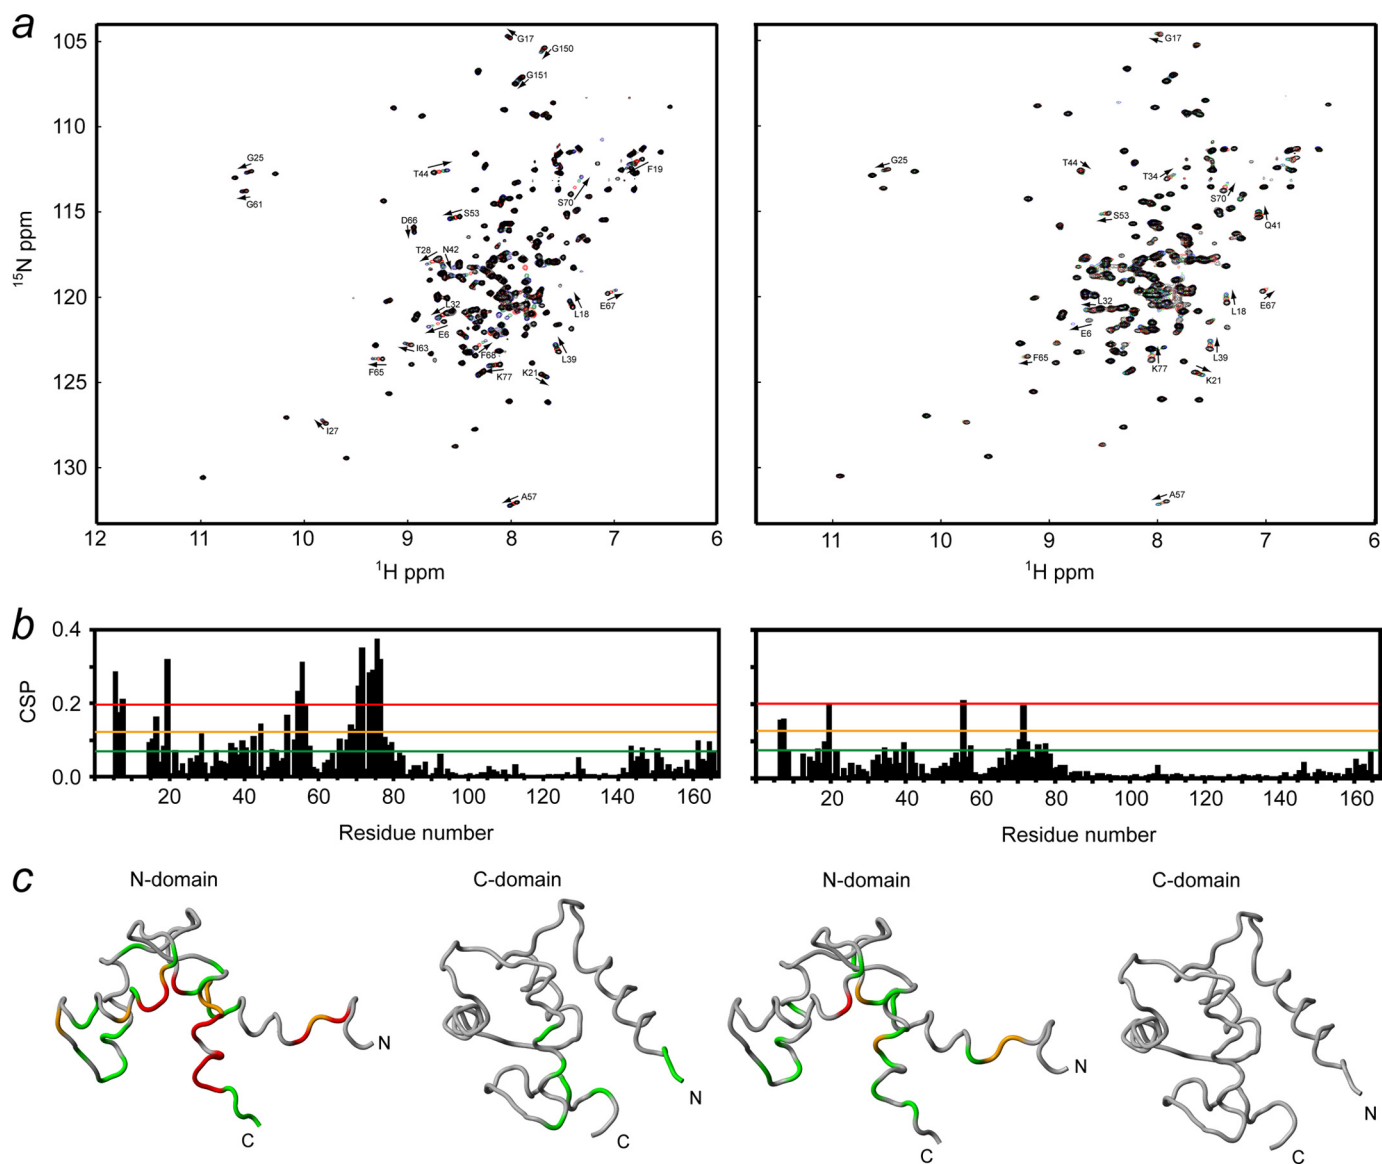 a
105
110
115
120
125
130
15N ppm
12
11
10
9
8
7
6
1H ppm
G17
G150
G151
G25
G61
T44
F19
S70
S53
D66
T28
N42
L32
E6
E67
L18
I63
F68
L39
F65
K77
K21
I27
A57
11
10
9
8
7
6
1H ppm
G17
G25
T44
T34
S70
S53
Q41
L32
E67
L18
E6
L39
F65
K77
K21
A57
b
CSP
0.4
0.2
0.0
20 40 60 80 100 120 140 160
Residue number
20 40 60 80 100 120 140 160
Residue number
c
N-domain
C-domain
N-domain
C-domain
N
C
N
C
N
C
N
C